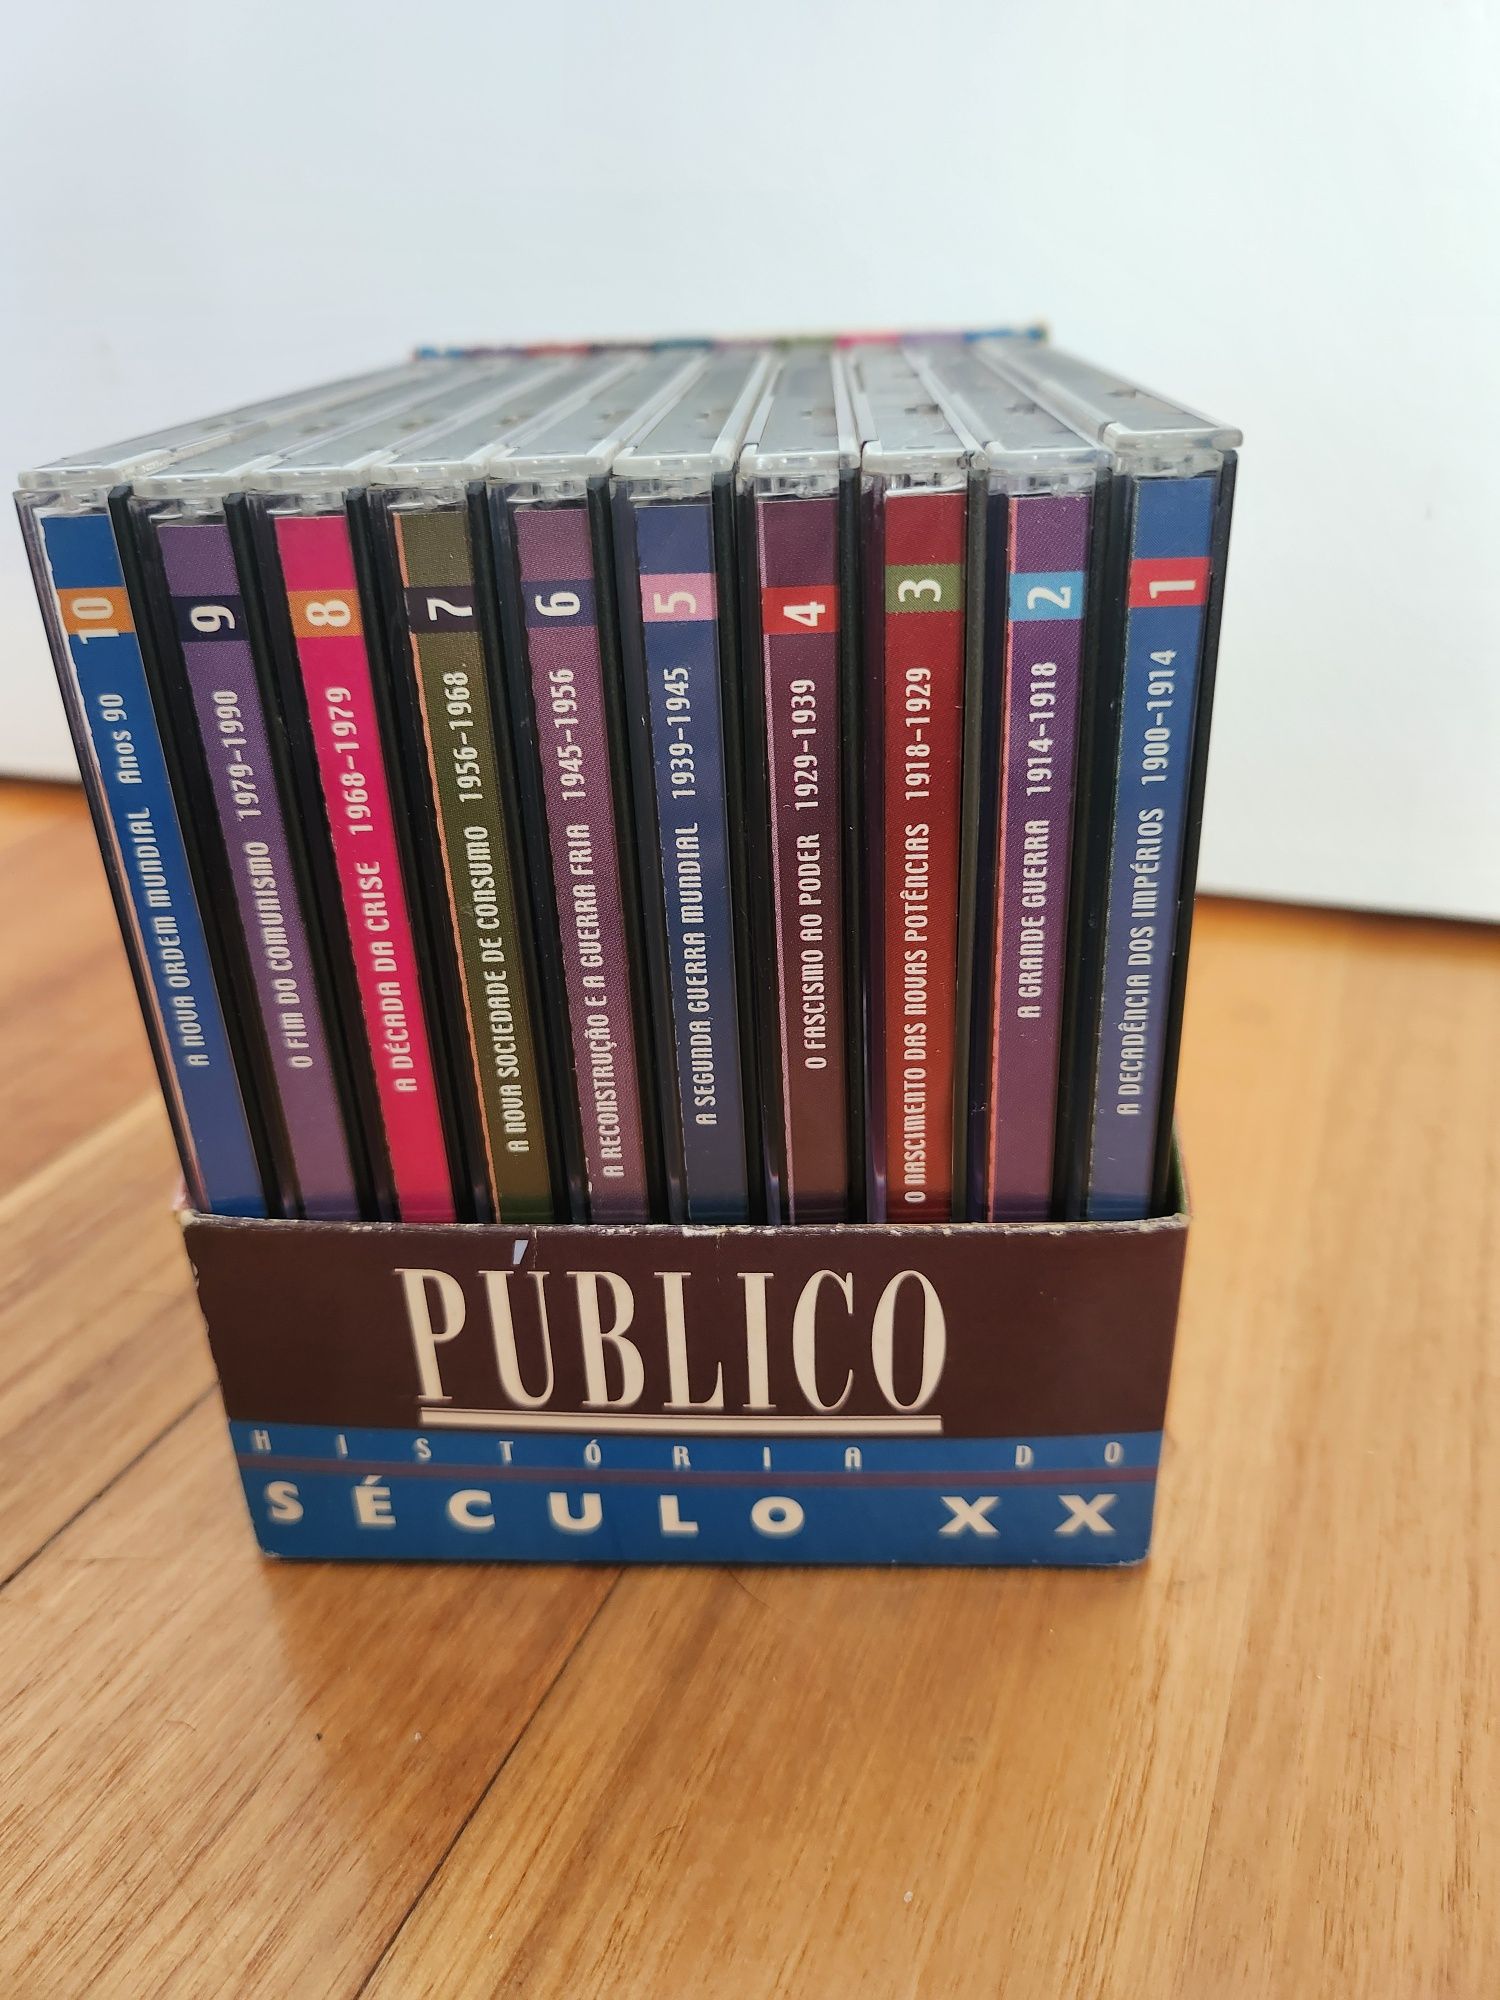 10 A NOVA ORDEM MUNDIAL Anos 90
9 O FIM DO COMUNISMO 1979-1990
8 A DÉCADA DA CRISE 1968-1979
7 A NOVA SOCIEDADE DE CONSUMO 1956-1968
6 A RECONSTRUÇÃO E A GUERRA FRIA 1945-1956
5 A SEGUNDA GUERRA MUNDIAL 1939-1945
4 O FASCISMO AO PODER 1929-1939
3 O NASCIMENTO DAS NOVAS POTÊNCIAS 1918-1929
2 A GRANDE GUERRA 1914-1918
1 A DECADÊNCIA DOS IMPÉRIOS 1900-1914
PÚBLICO
HISTÓRIA DO
SÉCULO XX